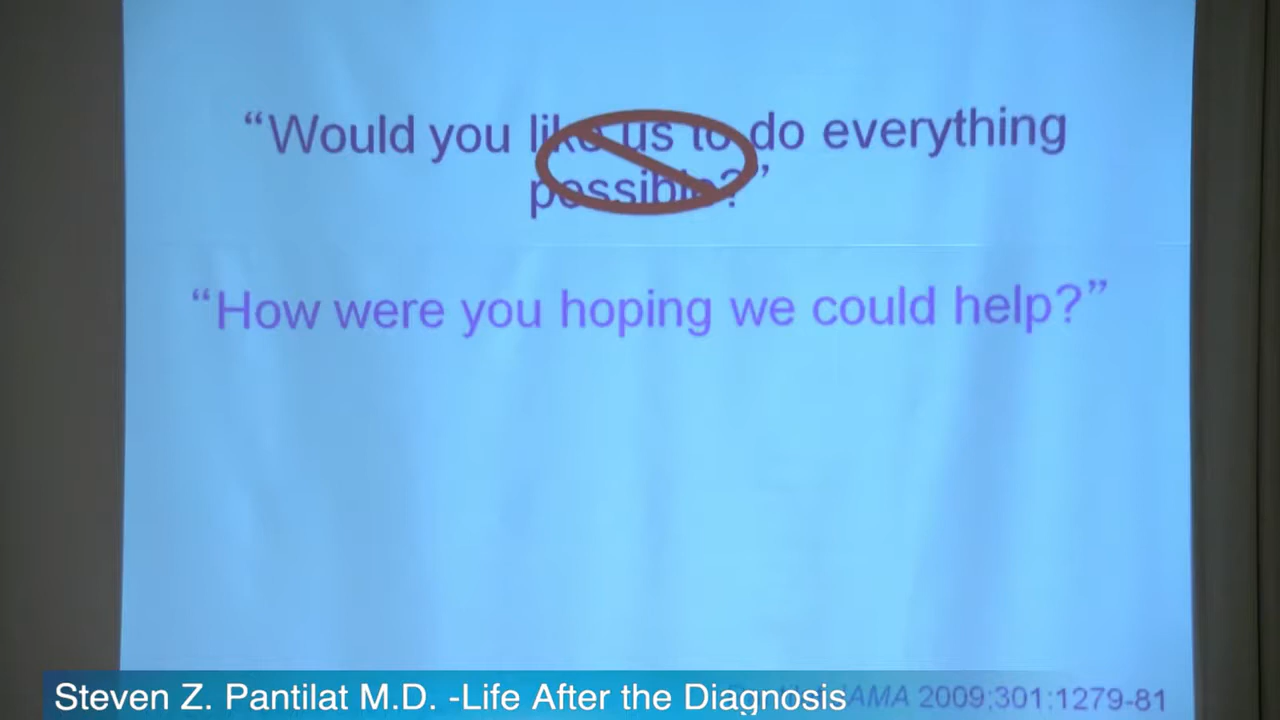 “Would you like us to do everything
possible?”
“How were you hoping we could help?”
Steven Z. Pantilat M.D. -Life After the Diagnosis
JAMA 2009;301:1279-81